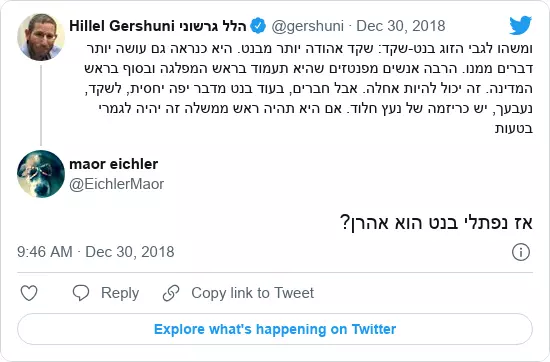 Hillel Gershuni הלל גרשוני @gershuni · Dec 30, 2018
ומשהו לגבי הזוג בנט-שקד: שקד אהודה יותר מבנט. היא כנראה גם עושה יותר
דברים ממנו. הרבה אנשים מפנטזים שהיא תעמוד בראש המפלגה ובסוף בראש
המדינה. זה יכול להיות אחלה. אבל חברים, בעוד בנט מדבר יפה יחסית, לשקד,
נעבעך, יש כריזמה של נעץ חלוד. אם היא תהיה ראש ממשלה זה יהיה לגמרי
בטעות
maor eichler
@EichlerMaor
אז נפתלי בנט הוא אהרן?
9:46 AM · Dec 30, 2018
Reply
Copy link to Tweet
Explore what's happening on Twitter